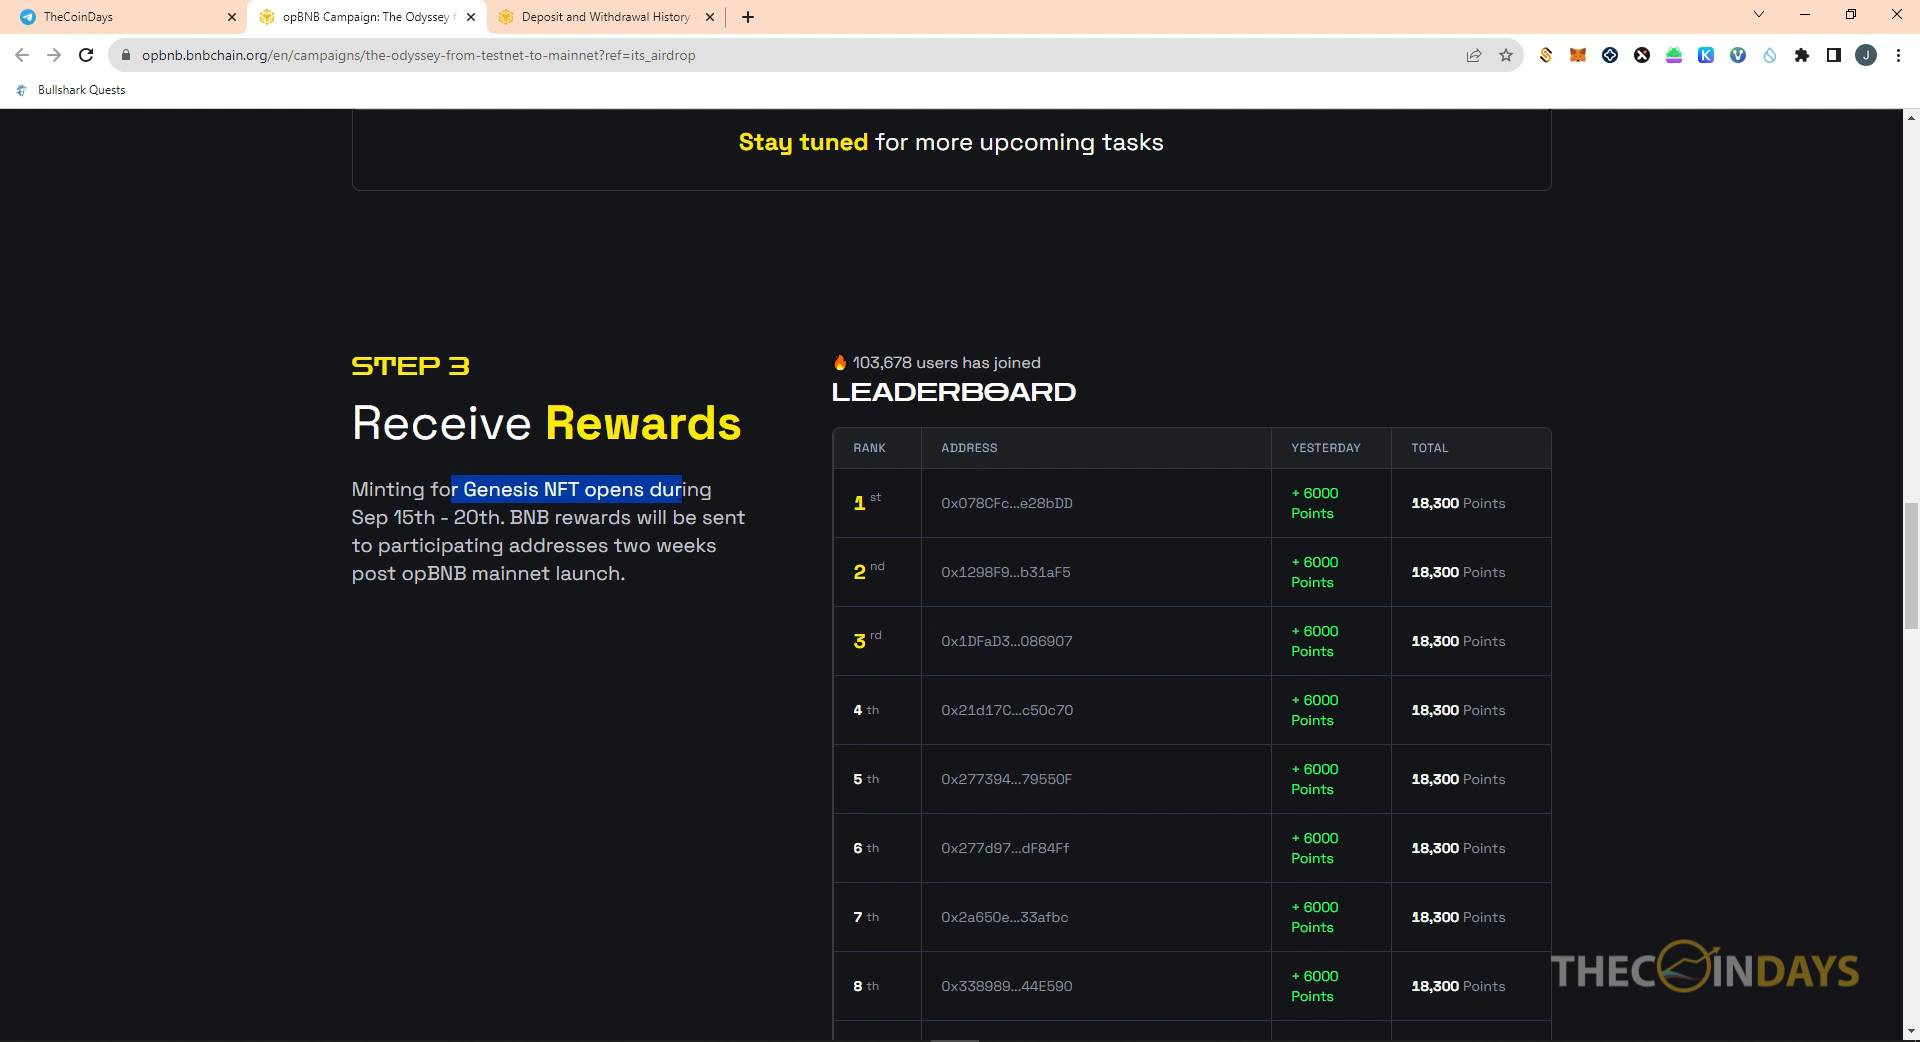 TheCoinDays
opBNB Campaign: The Odyssey f
Deposit and Withdrawal History
opbnb.bnbchain.org/en/campaigns/the-odyssey-from-testnet-to-mainnet?ref=its_airdrop
J
Bullshark Quests
Stay tuned for more upcoming tasks
STEP 3
Receive Rewards
Minting for Genesis NFT opens during
Sep 15th - 20th. BNB rewards will be sent
to participating addresses two weeks
post opBNB mainnet launch.
🔥 103,678 users has joined
LEADERBOARD
RANK ADDRESS YESTERDAY TOTAL
1 st 0x078CFc...e28bDD + 6000 Points 18,300 Points
2 nd 0x1298F9...b31aF5 + 6000 Points 18,300 Points
3 rd 0x1DFaD3...086907 + 6000 Points 18,300 Points
4 th 0x21d17C...c50c70 + 6000 Points 18,300 Points
5 th 0x277394...79550F + 6000 Points 18,300 Points
6 th 0x277d97...dF84Ff + 6000 Points 18,300 Points
7 th 0x2a650e...33afbc + 6000 Points 18,300 Points
8 th 0x338989...44E590 + 6000 Points 18,300 Points
THECOINDAYS